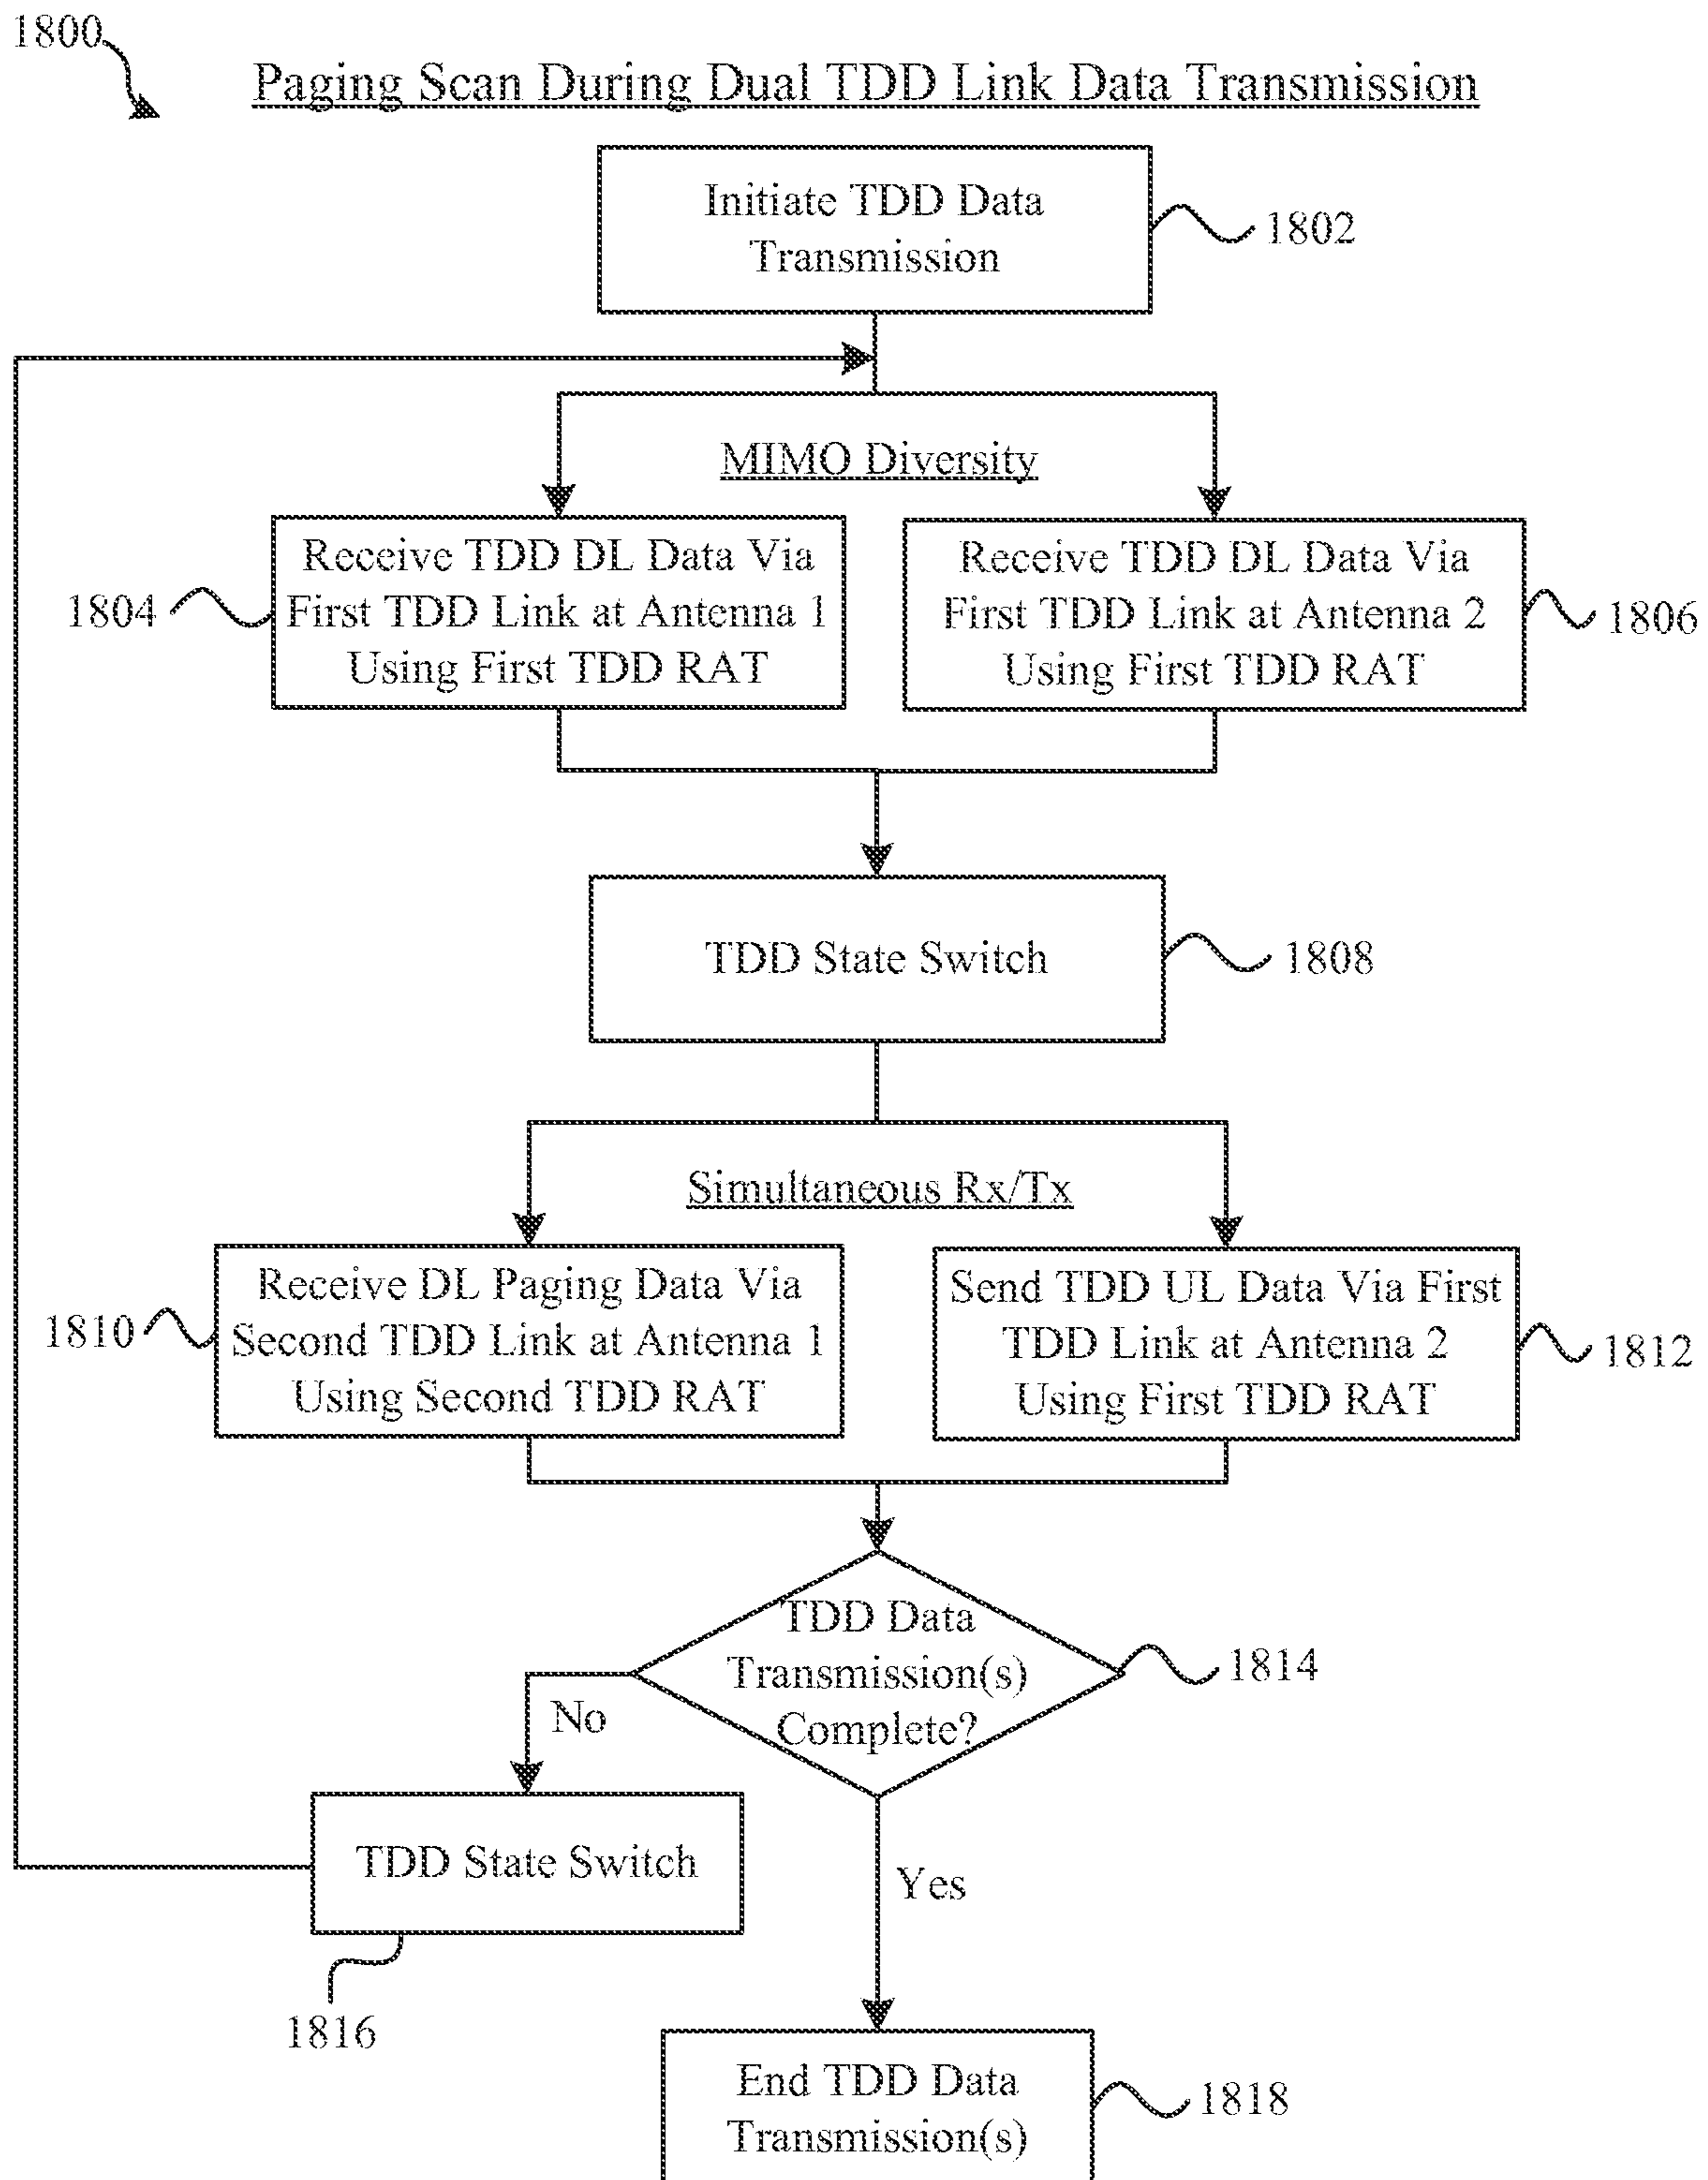 1800
Paging Scan During Dual TDD Link Data Transmission
Initiate TDD Data
Transmission
1802
MIMO Diversity
Receive TDD DL Data Via
First TDD Link at Antenna 1
Using First TDD RAT
1804
Receive TDD DL Data Via
First TDD Link at Antenna 2
Using First TDD RAT
1806
TDD State Switch
1808
Simultaneous Rx/Tx
Receive DL Paging Data Via
Second TDD Link at Antenna 1
Using Second TDD RAT
1810
Send TDD UL Data Via First
TDD Link at Antenna 2
Using First TDD RAT
1812
TDD Data
Transmission(s)
Complete?
1814
No
TDD State Switch
1816
Yes
End TDD Data
Transmission(s)
1818